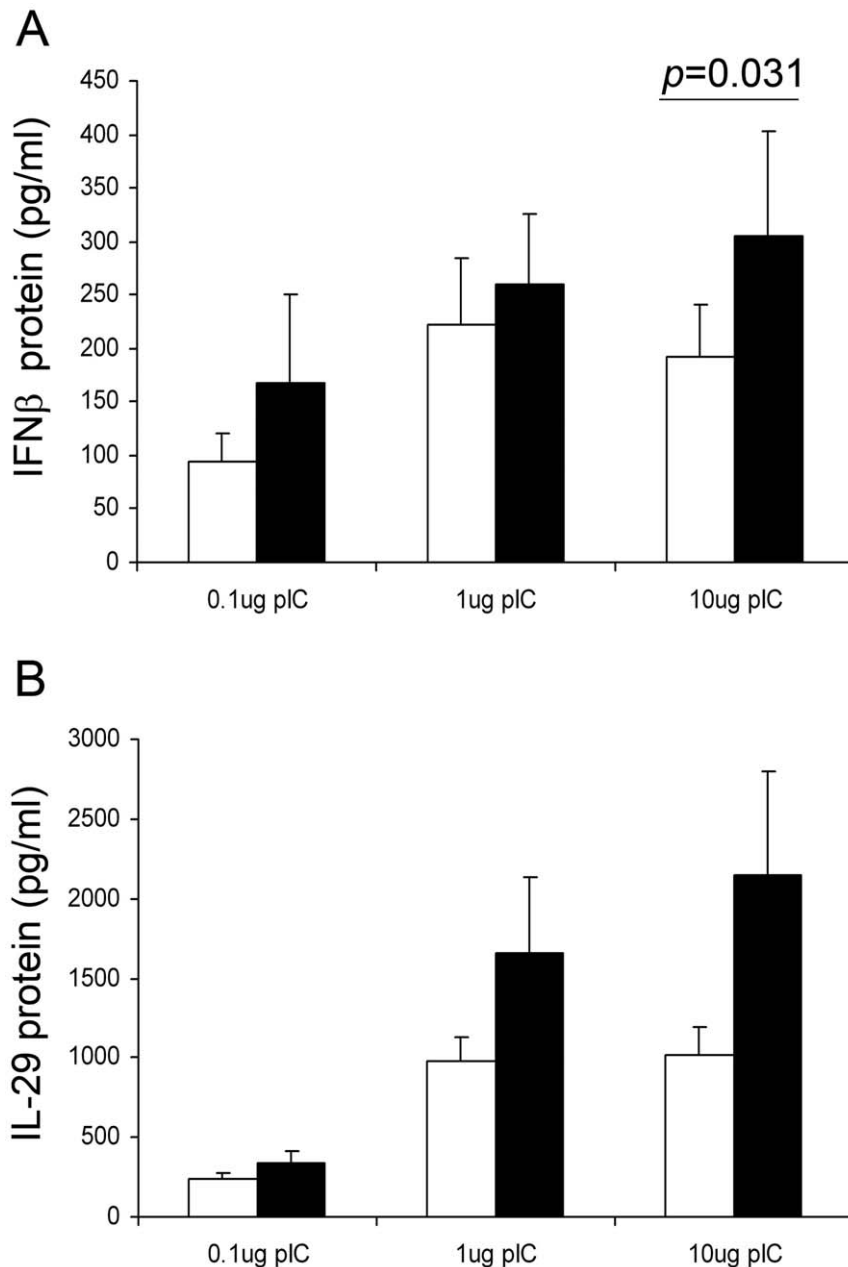 A
p=0.031
IFNβ protein (pg/ml)
450
400
350
300
250
200
150
100
50
0
0.1ug pIC 1ug pIC 10ug pIC
B
IL-29 protein (pg/ml)
3000
2500
2000
1500
1000
500
0
0.1ug pIC 1ug pIC 10ug pIC